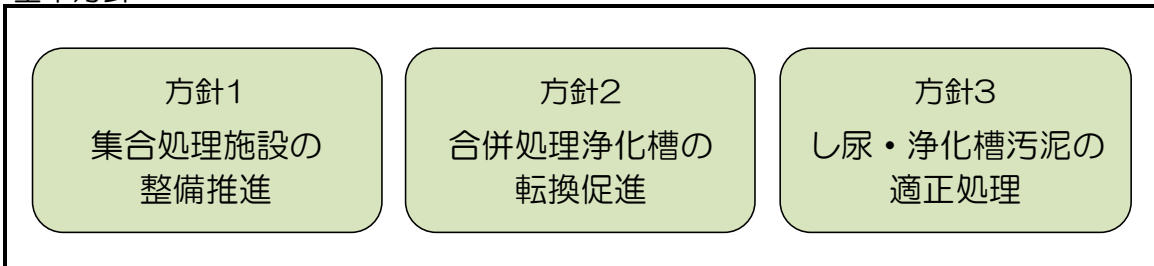 方針1
集合処理施設の
整備推進
方針2
合併処理浄化槽の
転換促進
方針3
し尿・浄化槽汚泥の
適正処理